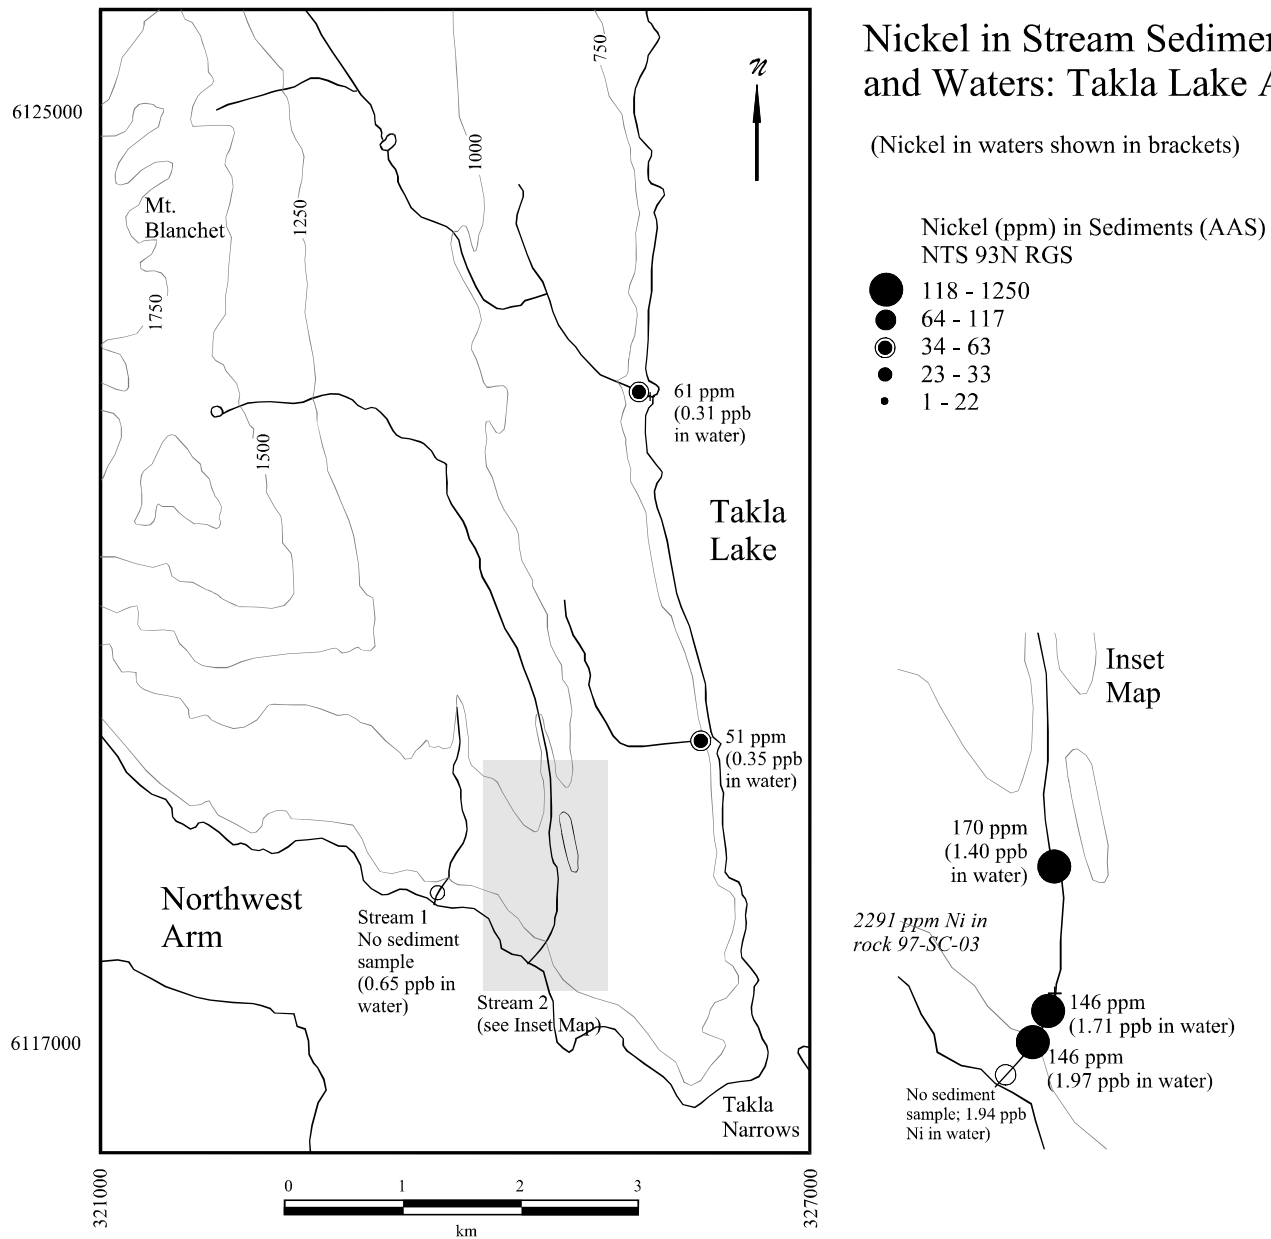 Nickel in Stream Sedimen
and Waters: Takla Lake A
(Nickel in waters shown in brackets)
Nickel (ppm) in Sediments (AAS)
NTS 93N RGS
118 - 1250
64 - 117
34 - 63
23 - 33
1 - 22
6125000
6117000
321000
327000
n
750
1000
1250
1500
1750
Mt.
Blanchet
61 ppm
(0.31 ppb
in water)
Takla
Lake
51 ppm
(0.35 ppb
in water)
Northwest
Arm
Stream 1
No sediment
sample
(0.65 ppb in
water)
Stream 2
(see Inset Map)
Takla
Narrows
0 1 2 3
km
Inset
Map
170 ppm
(1.40 ppb
in water)
2291 ppm Ni in
rock 97-SC-03
146 ppm
(1.71 ppb in water)
146 ppm
(1.97 ppb in water)
No sediment
sample; 1.94 ppb
Ni in water)